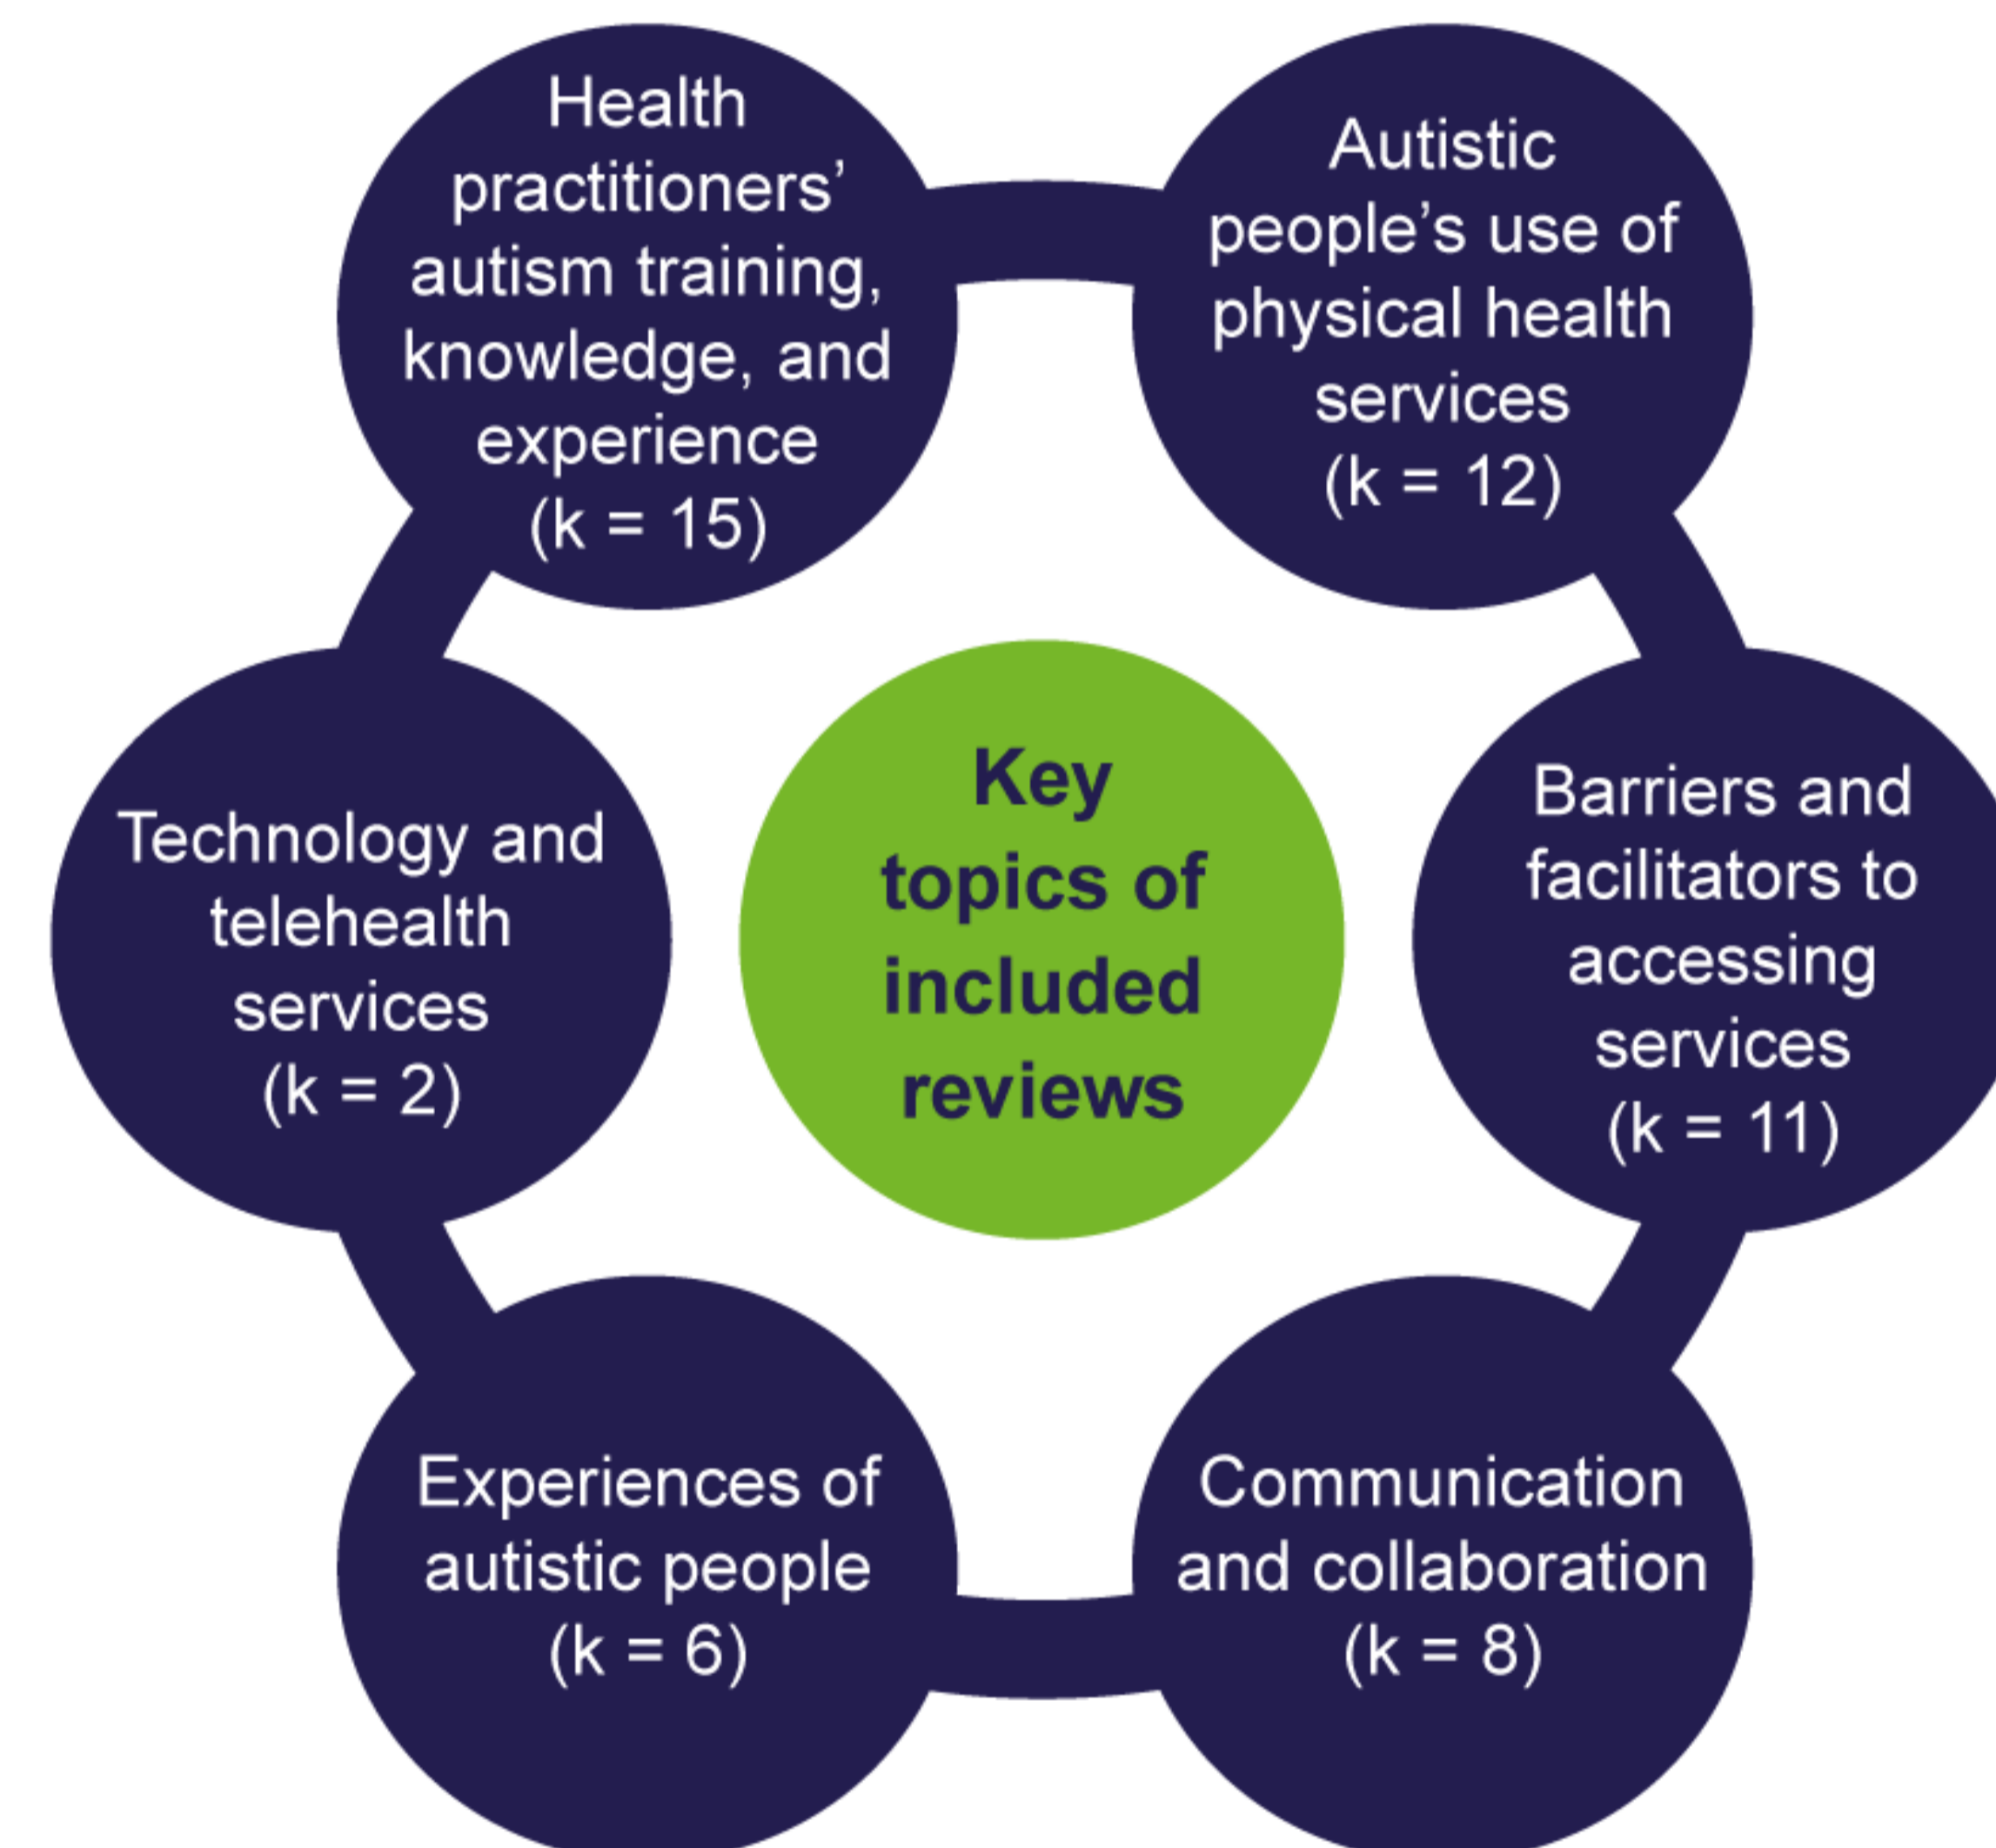 Health
practitioners’
autism training,
knowledge, and
experience
(k = 15)
Autistic
people’s use of
physical health
services
(k = 12)
Technology and
telehealth
services
(k = 2)
Key
topics of
included
reviews
Barriers and
facilitators to
accessing
services
(k = 11)
Experiences of
autistic people
(k = 6)
Communication
and collaboration
(k = 8)